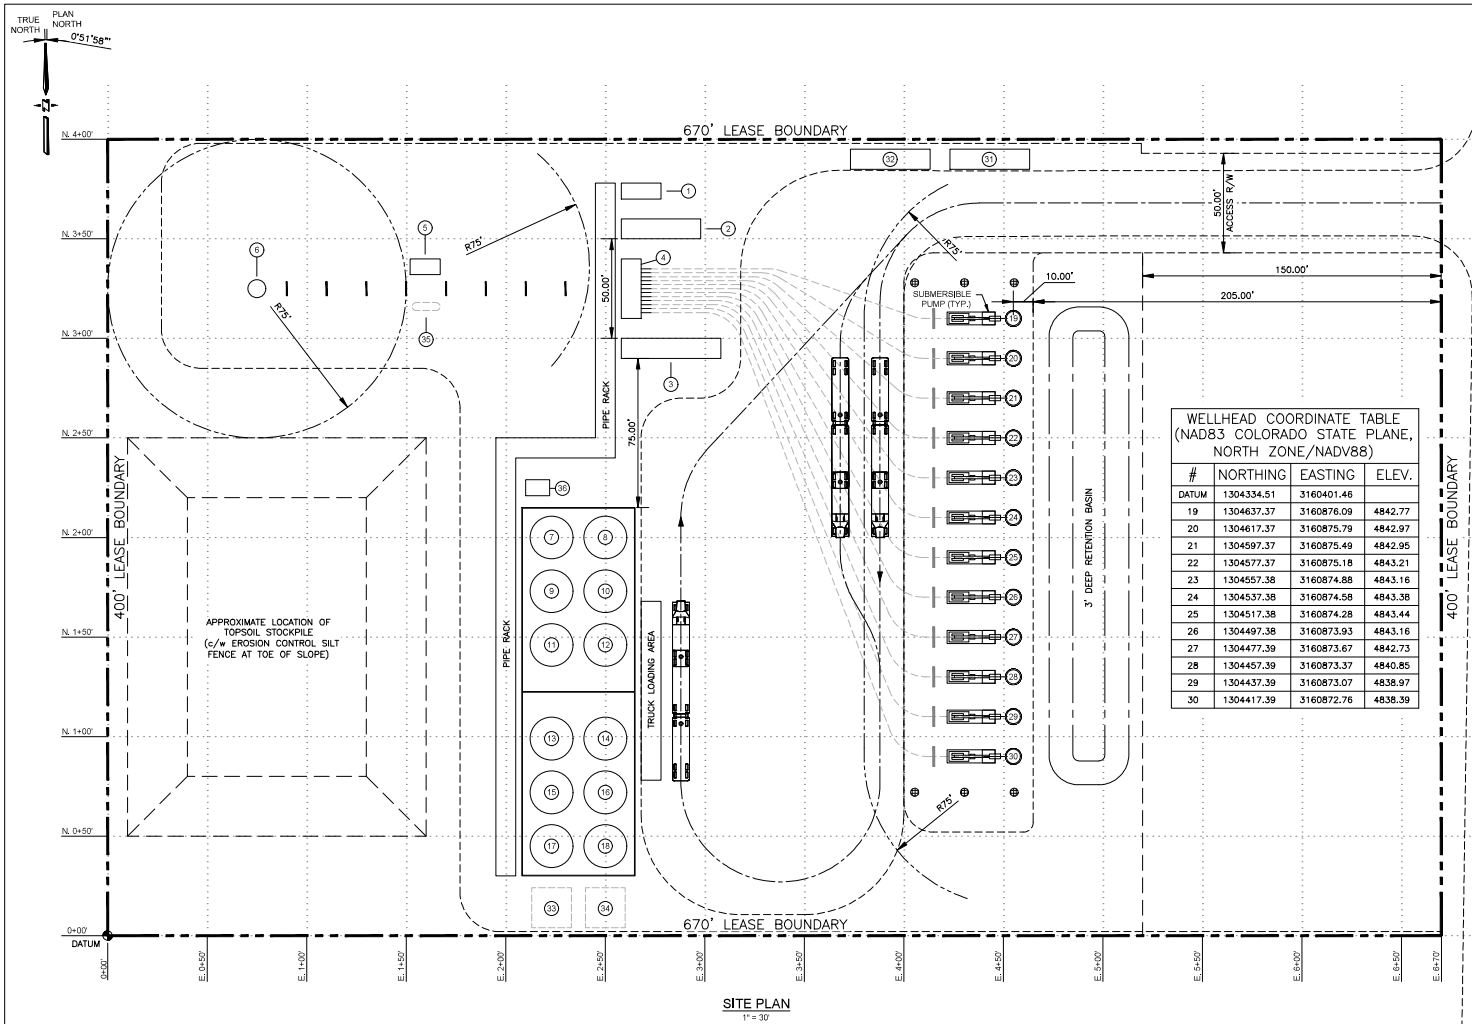 TRUE NORTH
PLAN NORTH
0°51'58"
N
670' LEASE BOUNDARY
N. 4+00'
N. 3+50'
N. 3+00'
N. 2+50'
N. 2+00'
N. 1+50'
N. 1+00'
N. 0+50'
0+00'
DATUM
400' LEASE BOUNDARY
32
31
1
2
5
4
6
35
3
R75'
R75'
R75'
R75'
50.00'
75.00'
50.00'
ACCESS R/W
10.00'
150.00'
205.00'
SUBMERSIBLE
PUMP (TYP.)
PIPE RACK
PIPE RACK
36
7
8
9
10
11
12
13
14
15
16
17
18
33
34
TRUCK LOADING AREA
APPROXIMATE LOCATION OF
TOPSOIL STOCKPILE
(c/w EROSION CONTROL SILT
FENCE AT TOE OF SLOPE)
19
20
21
22
23
24
25
26
27
28
29
30
3' DEEP RETENTION BASIN
WELLHEAD COORDINATE TABLE
(NAD83 COLORADO STATE PLANE,
NORTH ZONE/NADV88)
# NORTHING EASTING ELEV.
DATUM 1304334.51 3160401.46
19 1304637.37 3160876.09 4842.77
20 1304617.37 3160875.79 4842.97
21 1304597.37 3160875.49 4842.95
22 1304577.37 3160875.18 4843.21
23 1304557.38 3160874.88 4843.16
24 1304537.38 3160874.58 4843.38
25 1304517.38 3160874.28 4843.44
26 1304497.38 3160873.93 4843.16
27 1304477.39 3160873.67 4842.73
28 1304457.39 3160873.37 4840.85
29 1304437.39 3160873.07 4838.97
30 1304417.39 3160872.76 4838.39
400' LEASE BOUNDARY
670' LEASE BOUNDARY
0+00'
E. 0+50'
E. 1+00'
E. 1+50'
E. 2+00'
E. 2+50'
E. 3+00'
E. 3+50'
E. 4+00'
E. 4+50'
E. 5+00'
E. 5+50'
E. 6+00'
E. 6+50'
E. 6+70'
SITE PLAN
1" = 30'